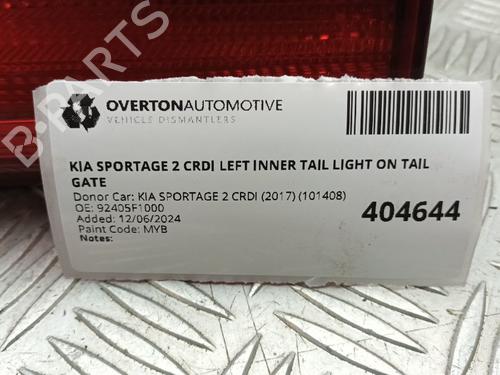 OVERTONAUTOMOTIVE
VEHICLE DISMANTLERS
KIA SPORTAGE 2 CRDI LEFT INNER TAIL LIGHT ON TAIL
GATE
Donor Car: KIA SPORTAGE 2 CRDI (2017) (101408)
OE: 92405F1000
Added: 12/06/2024
Paint Code: MYB
Notes:
404644
B-PARTS